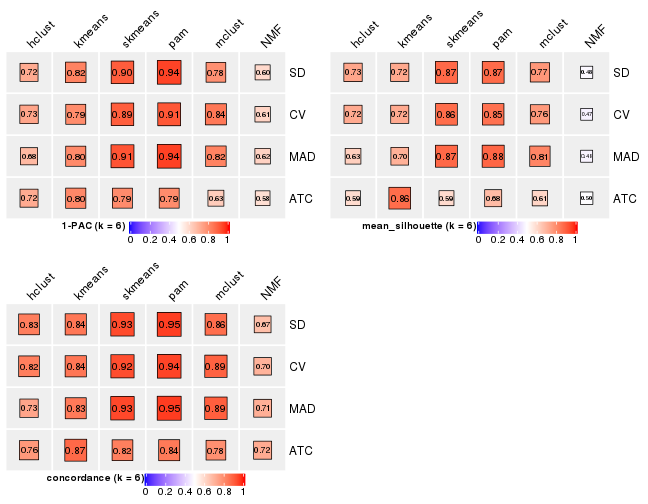 hclust kmeans skmeans pam mclust NMF
0.72 0.82 0.90 0.94 0.78 0.60 SD
0.73 0.79 0.89 0.91 0.84 0.61 CV
0.68 0.80 0.91 0.94 0.82 0.62 MAD
0.72 0.80 0.79 0.79 0.63 0.58 ATC
1-PAC (k = 6)
0 0.2 0.4 0.6 0.8 1
hclust kmeans skmeans pam mclust NMF
0.73 0.72 0.87 0.87 0.77 0.48 SD
0.72 0.72 0.86 0.85 0.76 0.47 CV
0.63 0.70 0.87 0.88 0.81 MAD
0.59 0.86 0.59 0.68 0.61 0.50 ATC
mean_silhouette (k = 6)
0 0.2 0.4 0.6 0.8 1
hclust kmeans skmeans pam mclust NMF
0.83 0.84 0.93 0.95 0.86 0.67 SD
0.82 0.84 0.92 0.94 0.89 0.70 CV
0.73 0.83 0.93 0.95 0.89 0.71 MAD
0.76 0.87 0.82 0.84 0.78 0.72 ATC
concordance (k = 6)
0 0.2 0.4 0.6 0.8 1